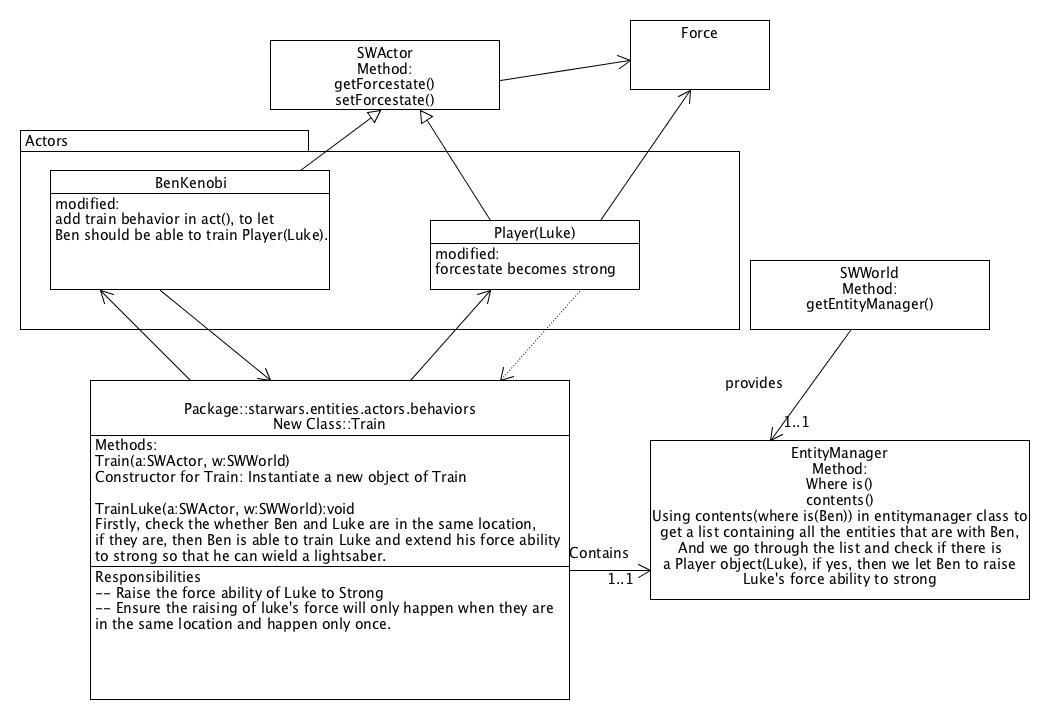 Force
SWActor
Method:
getForcestate()
setForcestate()
Actors
BenKenobi
modified:
add train behavior in act(), to let
Ben should be able to train Player(Luke).
Player(Luke)
modified:
forcestate becomes strong
SWWorld
Method:
getEntityManager()
provides
1..1
Package::starwars.entities.actors.behaviors
New Class::Train
Methods:
Train(a:SWActor, w:SWWorld)
Constructor for Train: Instantiate a new object of Train
TrainLuke(a:SWActor, w:SWWorld):void
Firstly, check the whether Ben and Luke are in the same location,
if they are, then Ben is able to train Luke and extend his force ability
to strong so that he can wield a lightsaber.
Responsibilities
-- Raise the force ability of Luke to Strong
-- Ensure the raising of luke's force will only happen when they are
in the same location and happen only once.
Contains
1..1
EntityManager
Method:
Where is()
contents()
Using contents(where is(Ben)) in entitymanager class to
get a list containing all the entities that are with Ben,
And we go through the list and check if there is
a Player object(Luke), if yes, then we let Ben to raise
Luke's force ability to strong